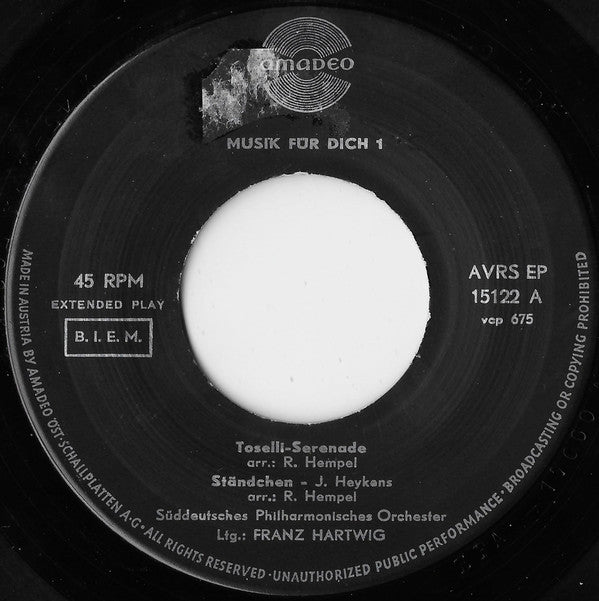 amadeo
MUSIK FÜR DICH 1
45 RPM
EXTENDED PLAY
B. I. E. M.
AVRS EP
15122 A
vcp 675
Toselli-Serenade
arr.: R. Hempel
Ständchen - J. Heykens
arr.: R. Hempel
Süddeutsches Philharmonisches Orchester
Ltg.: FRANZ HARTWIG
MADE IN AUSTRIA BY AMADEO ÖST·SCHALLPLATTEN A·G· ALL RIGHTS RESERVED·UNAUTHORIZED PUBLIC PERFORMANCE·BROADCASTING OR COPYING PROHIBITED